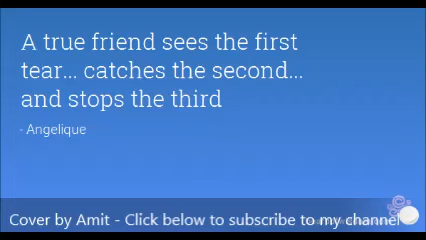 A true friend sees the first
tear... catches the second...
and stops the third
- Angelique
Cover by Amit - Click below to subscribe to my channel